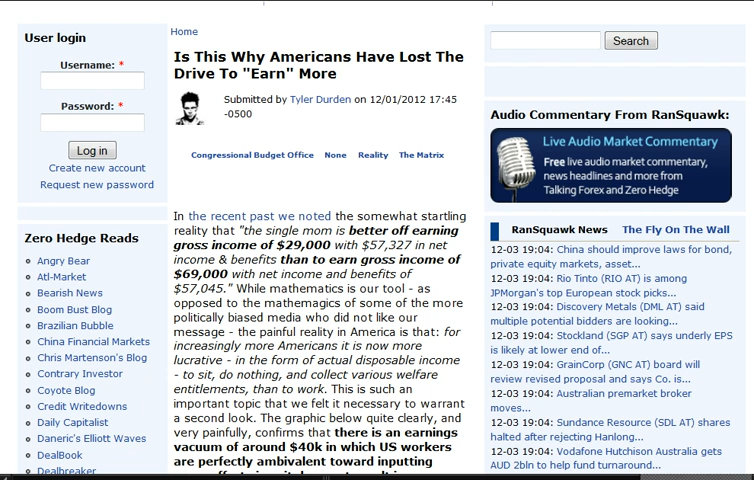 User login
Username: *
Password: *
Log in
Create new account
Request new password
Zero Hedge Reads
Angry Bear
Atl-Market
Bearish News
Boom Bust Blog
Brazilian Bubble
China Financial Markets
Chris Martenson's Blog
Contrary Investor
Coyote Blog
Credit Writedowns
Daily Capitalist
Daneric's Elliott Waves
DealBook
Dealbreaker
Home
Is This Why Americans Have Lost The
Drive To "Earn" More
Submitted by Tyler Durden on 12/01/2012 17:45
-0500
Congressional Budget Office None Reality The Matrix
In the recent past we noted the somewhat startling
reality that "the single mom is better off earning
gross income of $29,000 with $57,327 in net
income & benefits than to earn gross income of
$69,000 with net income and benefits of
$57,045." While mathematics is our tool - as
opposed to the mathemagics of some of the more
politically biased media who did not like our
message - the painful reality in America is that: for
increasingly more Americans it is now more
lucrative - in the form of actual disposable income
- to sit, do nothing, and collect various welfare
entitlements, than to work. This is such an
important topic that we felt it necessary to warrant
a second look. The graphic below quite clearly, and
very painfully, confirms that there is an earnings
vacuum of around $40k in which US workers
are perfectly ambivalent toward inputting
Search
Audio Commentary From RanSquawk:
Live Audio Market Commentary
Free live audio market commentary,
news headlines and more from
Talking Forex and Zero Hedge
RanSquawk News The Fly On The Wall
12-03 19:04: China should improve laws for bond,
private equity markets, asset...
12-03 19:04: Rio Tinto (RIO AT) is among
JPMorgan's top European stock picks...
12-03 19:04: Discovery Metals (DML AT) said
multiple potential bidders are looking...
12-03 19:04: Stockland (SGP AT) says underly EPS
is likely at lower end of...
12-03 19:04: GrainCorp (GNC AT) board will
review revised proposal and says Co. is...
12-03 19:04: Australian premarket broker
moves...
12-03 19:04: Sundance Resource (SDL AT) shares
halted after rejecting Hanlong...
12-03 19:04: Vodafone Hutchison Australia gets
AUD 2bln to help fund turnaround...